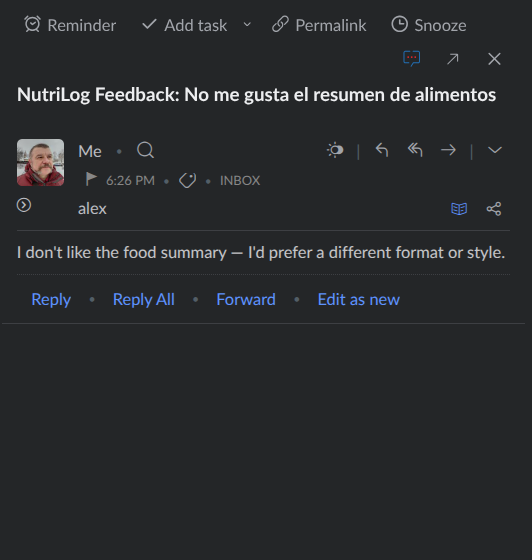 Reminder Add task Permalink Snooze
NutriLog Feedback: No me gusta el resumen de alimentos
Me •
6:26 PM • • INBOX
alex
I don't like the food summary — I'd prefer a different format or style.
Reply • Reply All • Forward • Edit as new